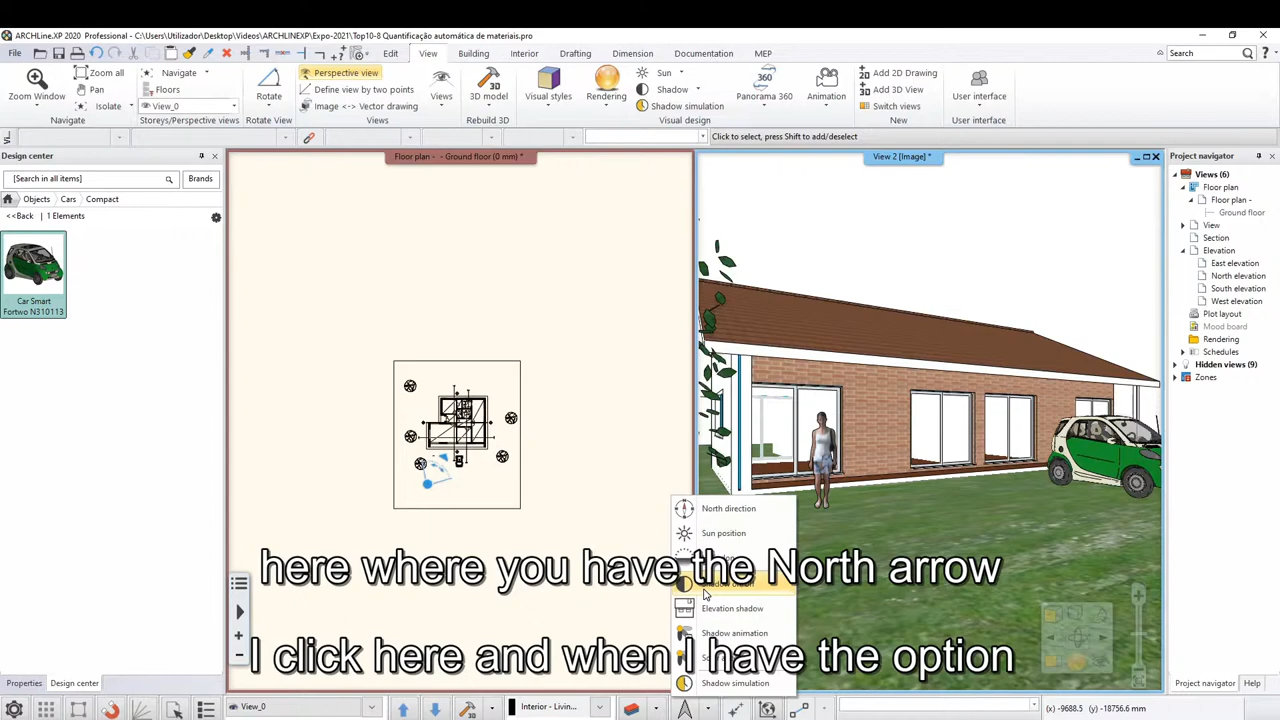 ARCHLine.XP 2020 Professional - C:\Users\Utilizador\Desktop\Videos\ARCHLINEXP\Expo-2021\Top10-8 Quantificação automática de materiais.pro
File Edit View Building Interior Drafting Dimension Documentation MEP Search
Zoom Window
Zoom all
Pan
Isolate
Navigate
Navigate
Floors
View_0
Storeys/Perspective views
Rotate
Rotate View
Perspective view
Define view by two points
Image <-> Vector drawing
Views
Views
3D model
Rebuild 3D
Visual styles
Rendering
Sun
Shadow
Shadow simulation
Panorama 360
Animation
Visual design
Add 2D Drawing
Add 3D View
Switch views
New
User interface
User interface
Click to select, press Shift to add/deselect
Design center
[Search in all items]
Brands
Objects Cars Compact
<<Back 1 Elements
Car Smart
Fortwo N310113
Floor plan - - Ground floor (0 mm) *
View 2 [Image] *
Project navigator
Views (6)
Floor plan
Floor plan -
Ground floor
View
Section
Elevation
East elevation
North elevation
South elevation
West elevation
Plot layout
Mood board
Rendering
Schedules
Hidden views (9)
Zones
North direction
Sun position
Elevation shadow
Shadow animation
Shadow simulation
here where you have the North arrow
I click here and when I have the option
Properties Design center
Project navigator Help
View_0
Interior - Livin...
(x) -9688.5 (y) -18756.6 mm